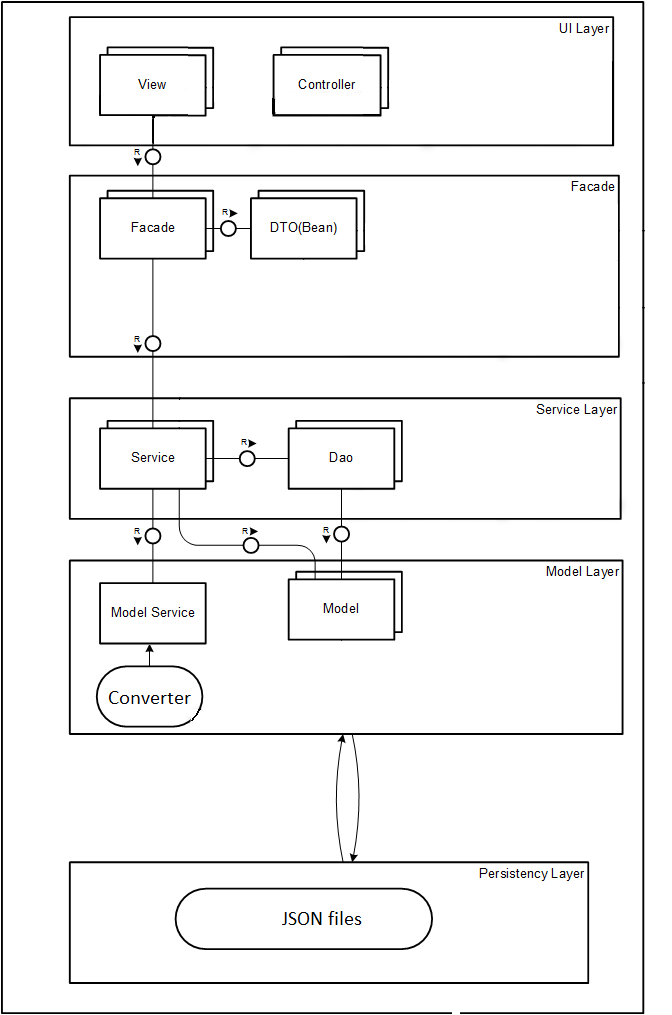 UI Layer
View
Controller
R
Facade
Facade
R
DTO(Bean)
R
Service Layer
Service
R
Dao
R
R
R
Model Layer
Model Service
Model
Converter
Persistency Layer
JSON files